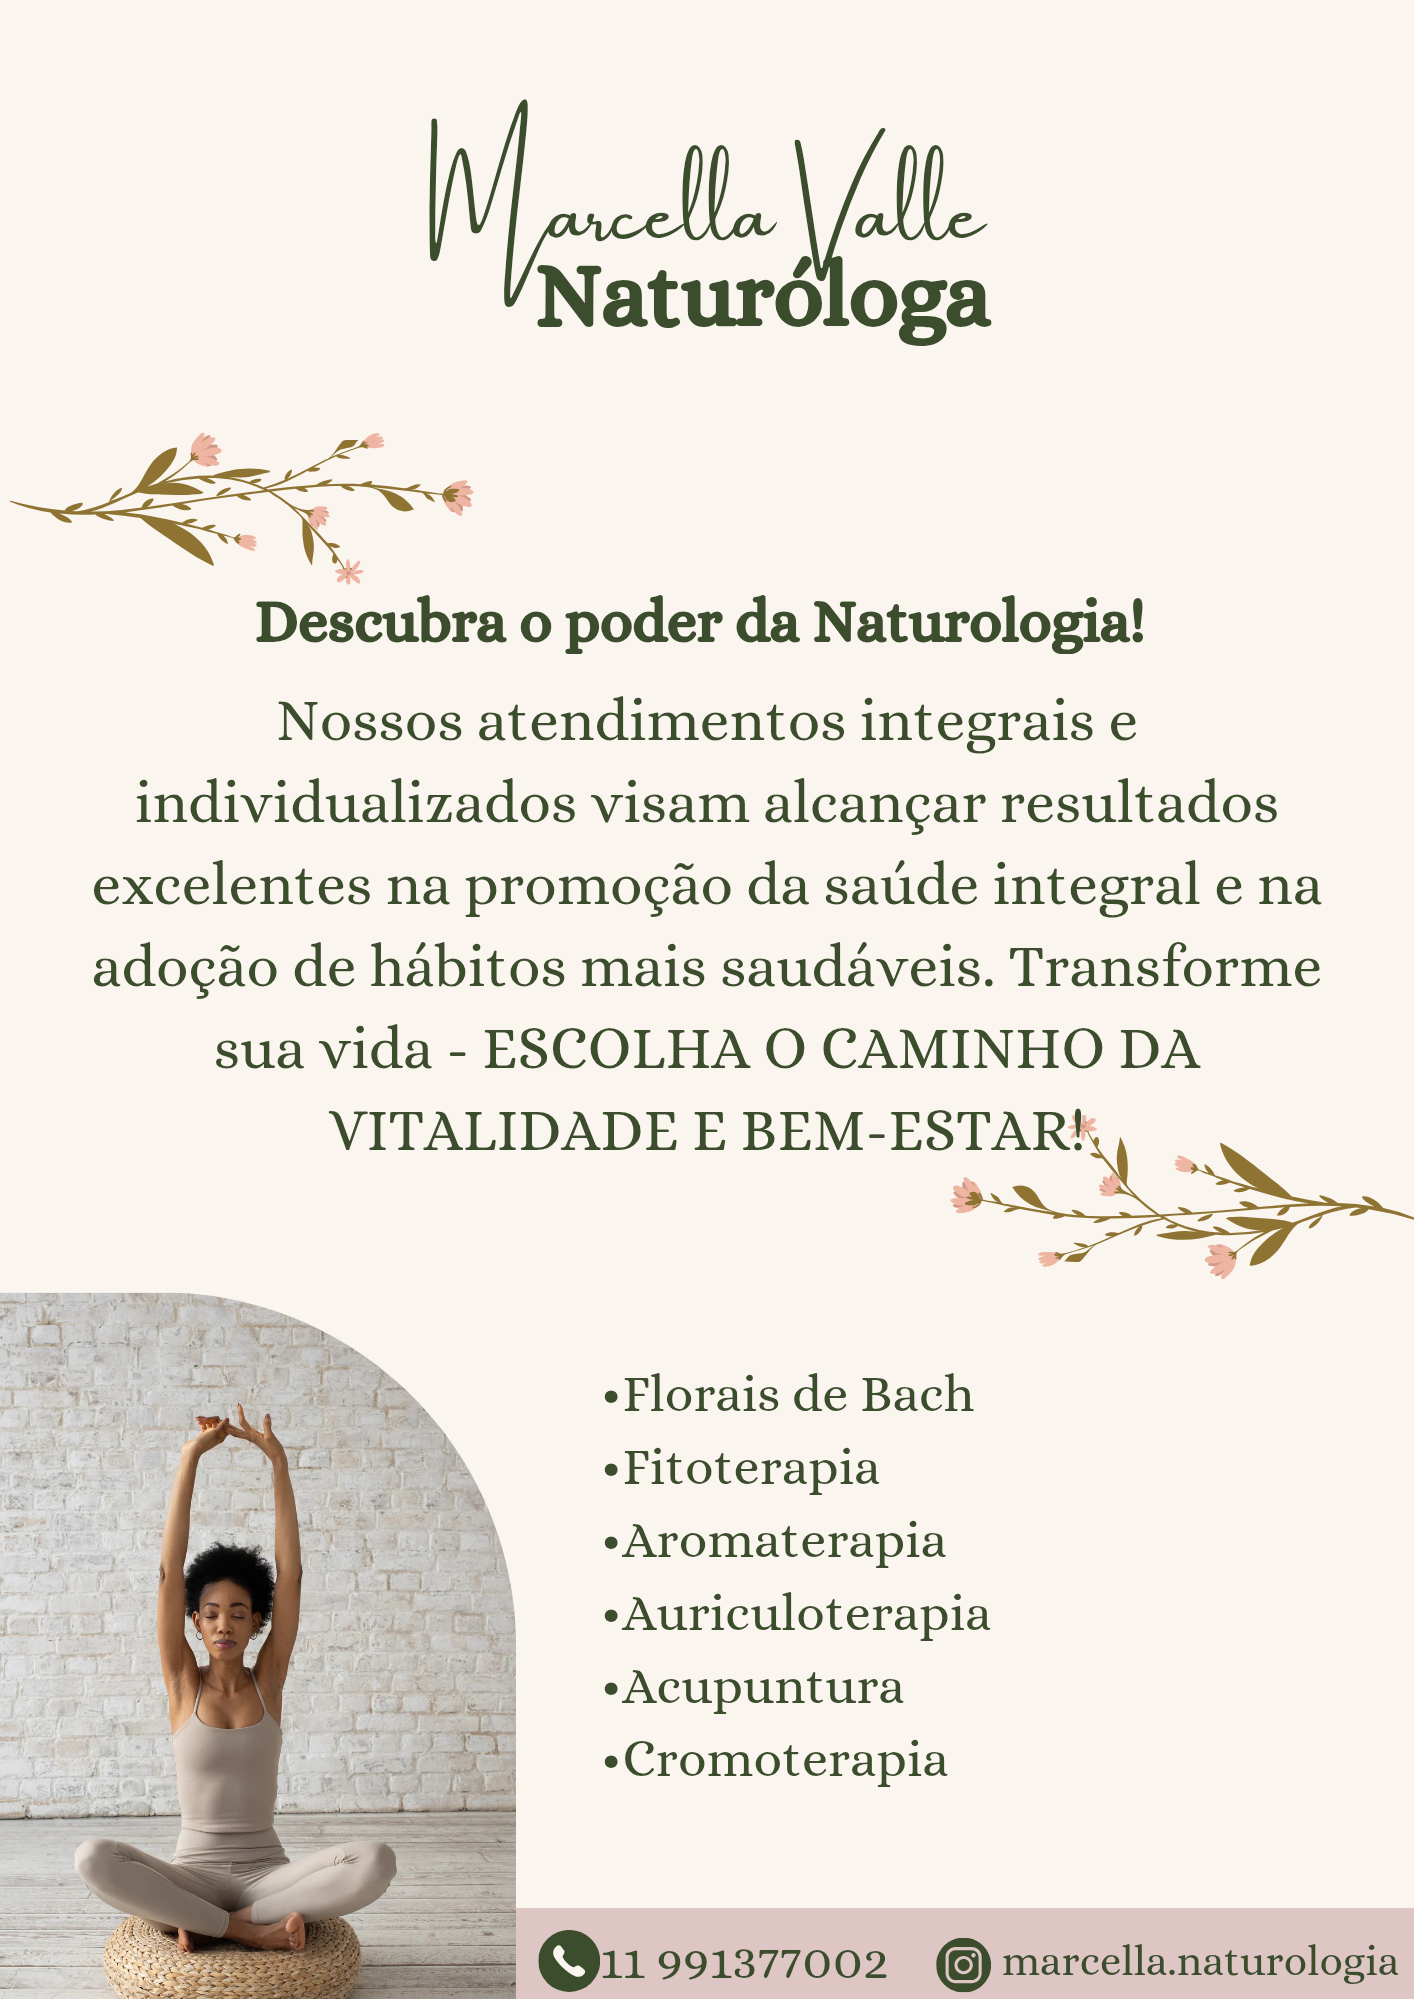 Marcella Valle
Naturóloga
Descubra o poder da Naturologia!
Nossos atendimentos integrais e
individualizados visam alcançar resultados
excelentes na promoção da saúde integral e na
adoção de hábitos mais saudáveis. Transforme
sua vida - ESCOLHA O CAMINHO DA
VITALIDADE E BEM-ESTAR!
•Florais de Bach
•Fitoterapia
•Aromaterapia
•Auriculoterapia
•Acupuntura
•Cromoterapia
11 991377002 marcella.naturologia